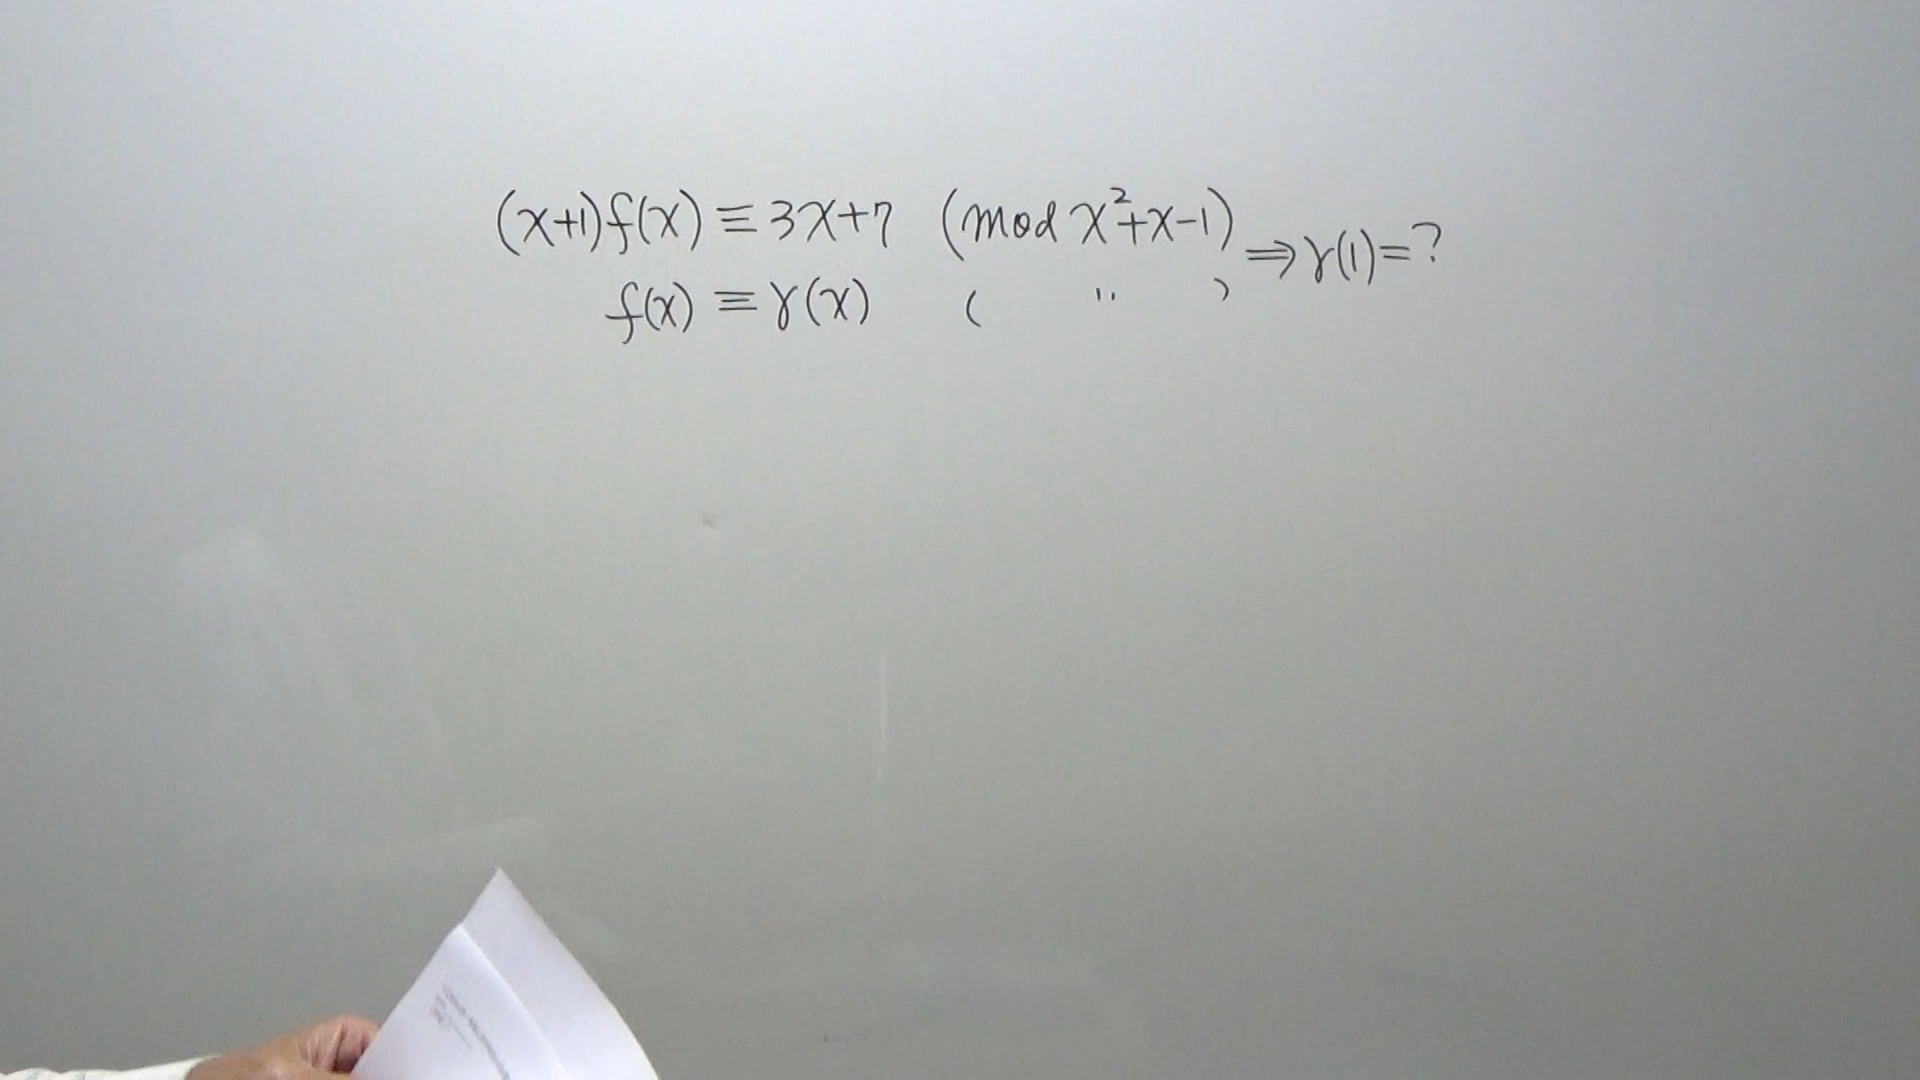 (x+1)f(x) ≡ 3x+7 (mod x²+x-1)
f(x) ≡ r(x) ( " ) ⇒ r(1)=?